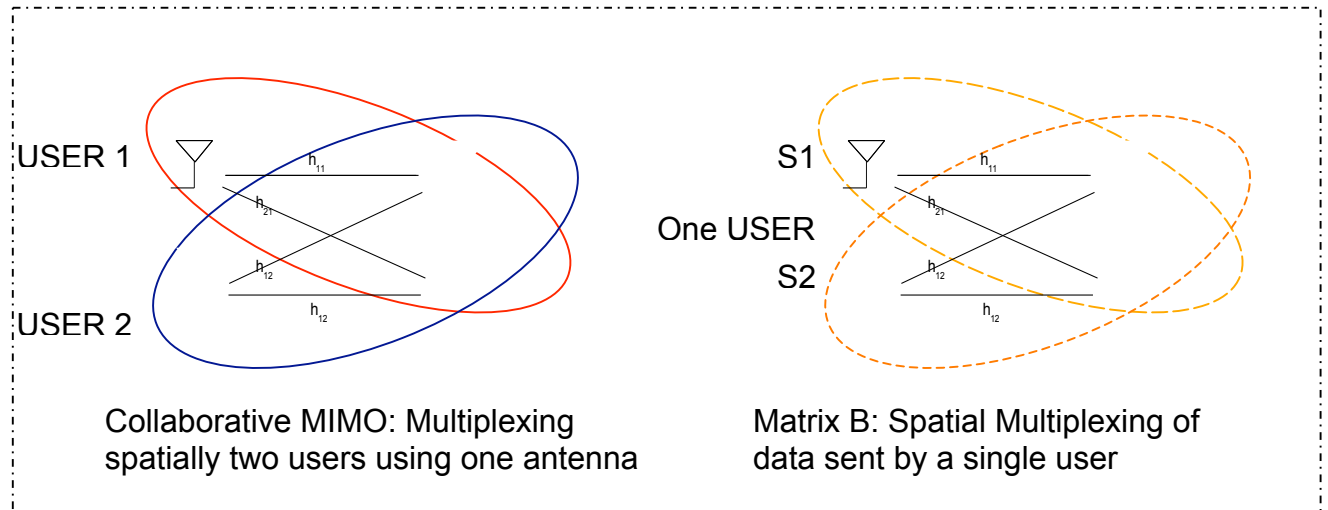 USER 1
h11
h21
h12
h12
USER 2
Collaborative MIMO: Multiplexing
spatially two users using one antenna
S1
h11
h21
One USER
h12
S2
h12
Matrix B: Spatial Multiplexing of
data sent by a single user